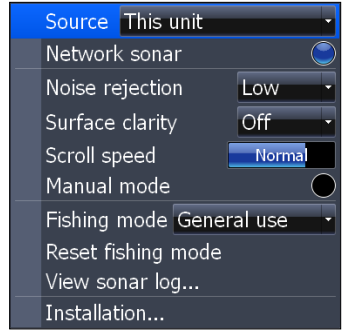 Source This unit
Network sonar
Noise rejection Low
Surface clarity Off
Scroll speed Normal
Manual mode
Fishing mode General use
Reset fishing mode
View sonar log...
Installation...